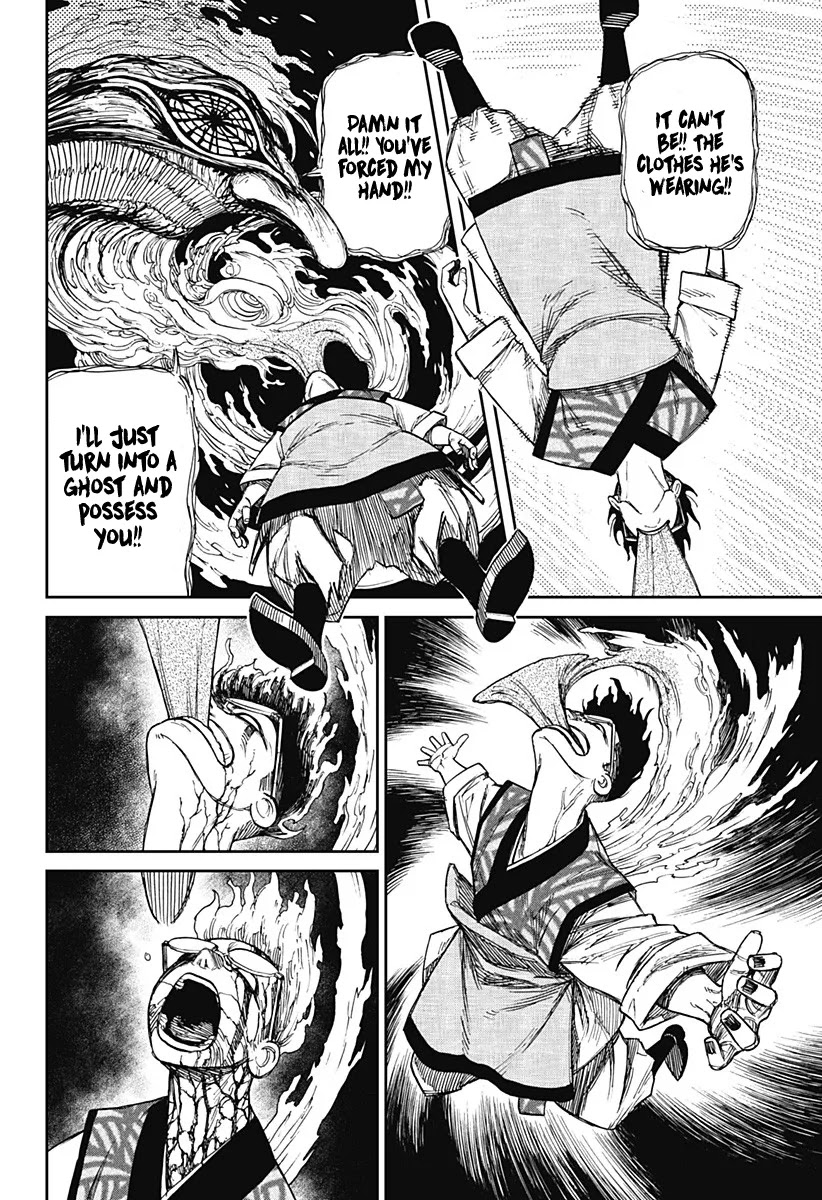 IT CAN'T
BE!! THE
CLOTHES HE'S
WEARING!!
DAMN IT
ALL!! YOU'VE
FORCED MY
HAND!!
I'LL JUST
TURN INTO A
GHOST AND
POSSESS
YOU!!